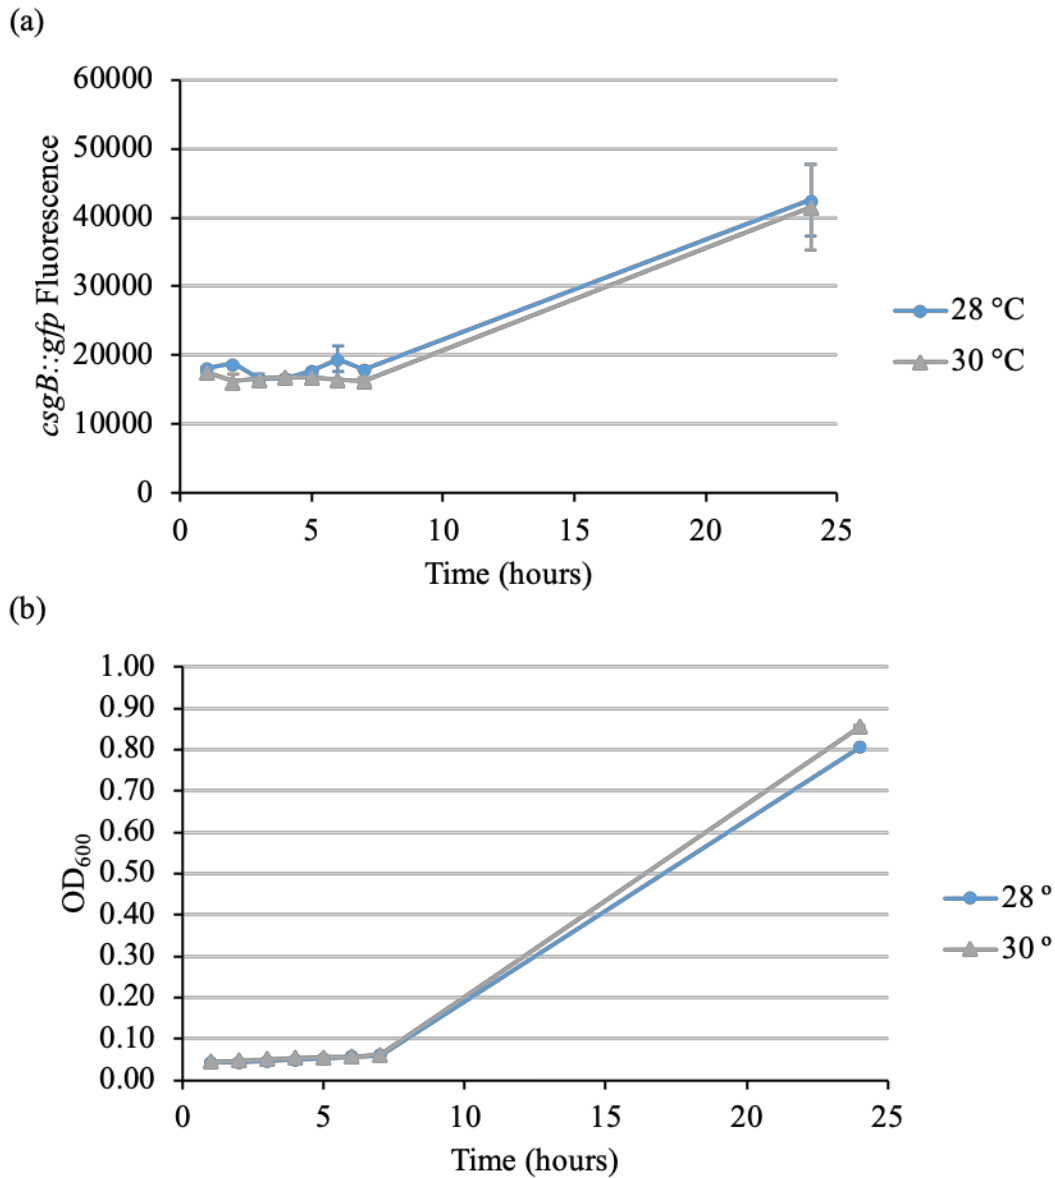 (a)
60000
50000
40000
30000
20000
10000
0
csgB::gfp Fluorescence
0 5 10 15 20 25
Time (hours)
28 °C
30 °C
(b)
1.00
0.90
0.80
0.70
0.60
0.50
0.40
0.30
0.20
0.10
0.00
OD600
0 5 10 15 20 25
Time (hours)
28 º
30 º